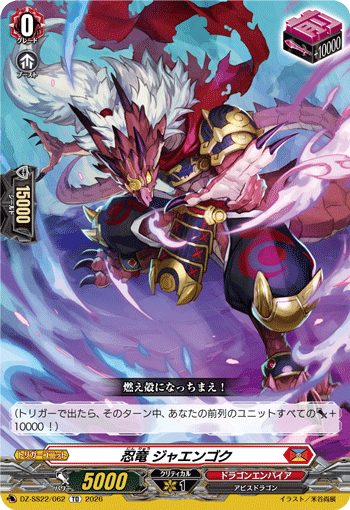 0
グレード
ブースト
+10000
15000
シールド
燃え殻になっちまえ！
(トリガーで出たら、そのターン中、あなたの前列のユニットすべての+
10000！)
トリガーユニット
忍竜 ジャエンゴク
パワー
5000
クリティカル
1
ドラゴンエンパイア
アビスドラゴン
DZ-SS22/062 TD 2026
イラスト／米谷尚展